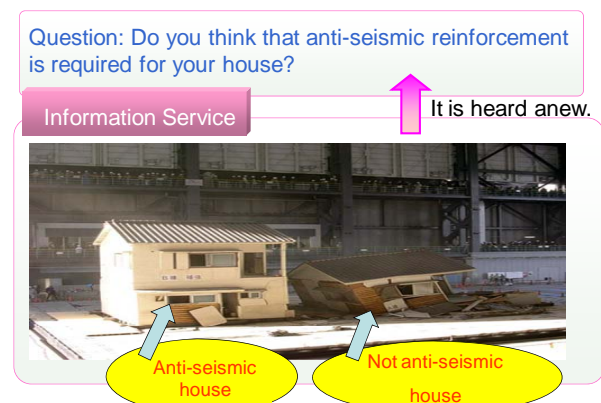 Question: Do you think that anti-seismic reinforcement
is required for your house?
It is heard anew.
Information Service
Anti-seismic
house
Not anti-seismic
house